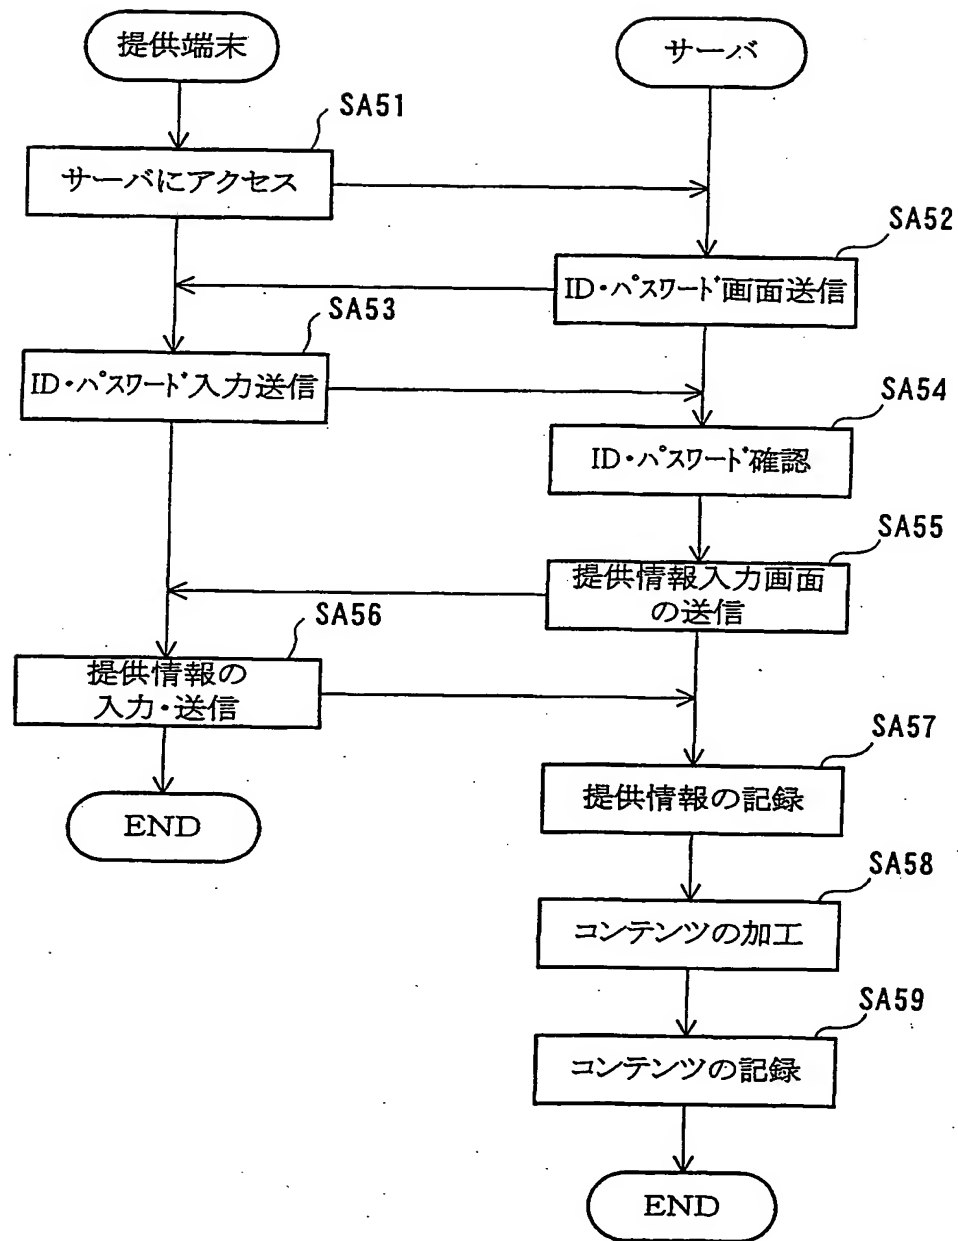 提供端末
サーバ
SA51
サーバにアクセス
SA52
ID・パスワード画面送信
SA53
ID・パスワード入力送信
SA54
ID・パスワード確認
SA55
提供情報入力画面
の送信
SA56
提供情報の
入力・送信
SA57
提供情報の記録
END
SA58
コンテンツの加工
SA59
コンテンツの記録
END